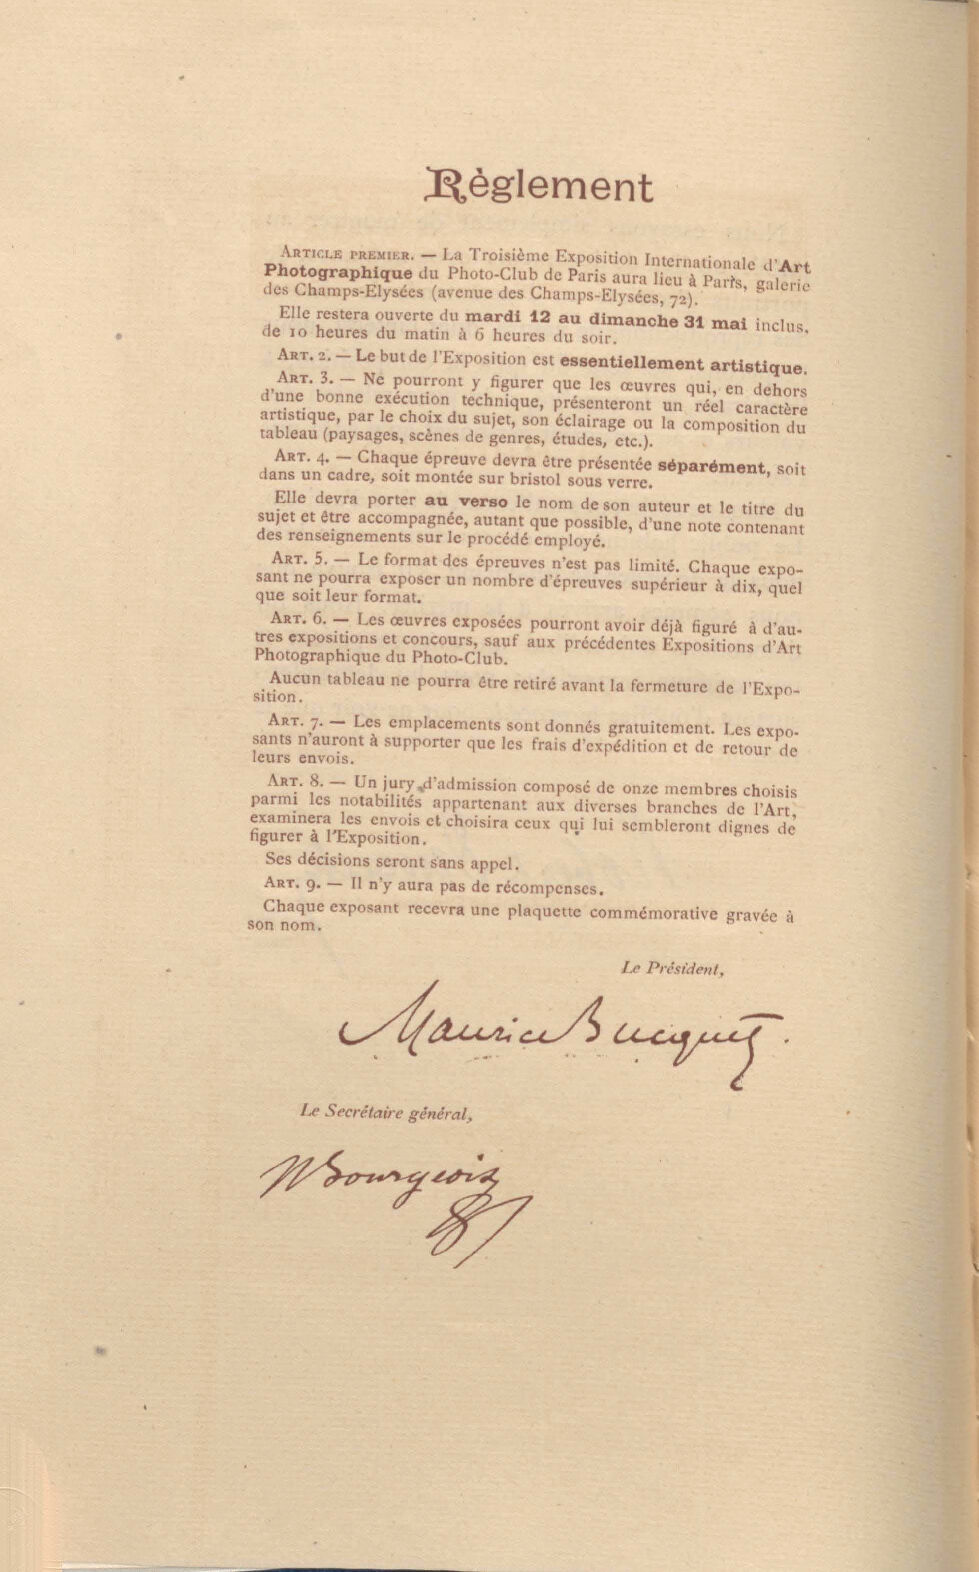 Règlement
ARTICLE PREMIER. — La Troisième Exposition Internationale d'Art
Photographique du Photo-Club de Paris aura lieu à Paris, galerie
des Champs-Elysées (avenue des Champs-Elysées, 72).
Elle restera ouverte du mardi 12 au dimanche 31 mai inclus,
de 10 heures du matin à 6 heures du soir.
ART. 2. — Le but de l'Exposition est essentiellement artistique.
ART. 3. — Ne pourront y figurer que les œuvres qui, en dehors
d'une bonne exécution technique, présenteront un réel caractère
artistique, par le choix du sujet, son éclairage ou la composition du
tableau (paysages, scènes de genres, études, etc.).
ART. 4. — Chaque épreuve devra être présentée séparément, soit
dans un cadre, soit montée sur bristol sous verre.
Elle devra porter au verso le nom de son auteur et le titre du
sujet et être accompagnée, autant que possible, d'une note contenant
des renseignements sur le procédé employé.
ART. 5. — Le format des épreuves n'est pas limité. Chaque expo-
sant ne pourra exposer un nombre d'épreuves supérieur à dix, quel
que soit leur format.
ART. 6. — Les œuvres exposées pourront avoir déjà figuré à d'au-
tres expositions et concours, sauf aux précédentes Expositions d'Art
Photographique du Photo-Club.
Aucun tableau ne pourra être retiré avant la fermeture de l'Expo-
sition.
ART. 7. — Les emplacements sont donnés gratuitement. Les expo-
sants n'auront à supporter que les frais d'expédition et de retour de
leurs envois.
ART. 8. — Un jury d'admission composé de onze membres choisis
parmi les notabilités appartenant aux diverses branches de l'Art,
examinera les envois et choisira ceux qui lui sembleront dignes de
figurer à l'Exposition.
Ses décisions seront sans appel.
ART. 9. — Il n'y aura pas de récompenses.
Chaque exposant recevra une plaquette commémorative gravée à
son nom.
Le Président,
Maurice Bucquet.
Le Secrétaire général,
Bourgeois